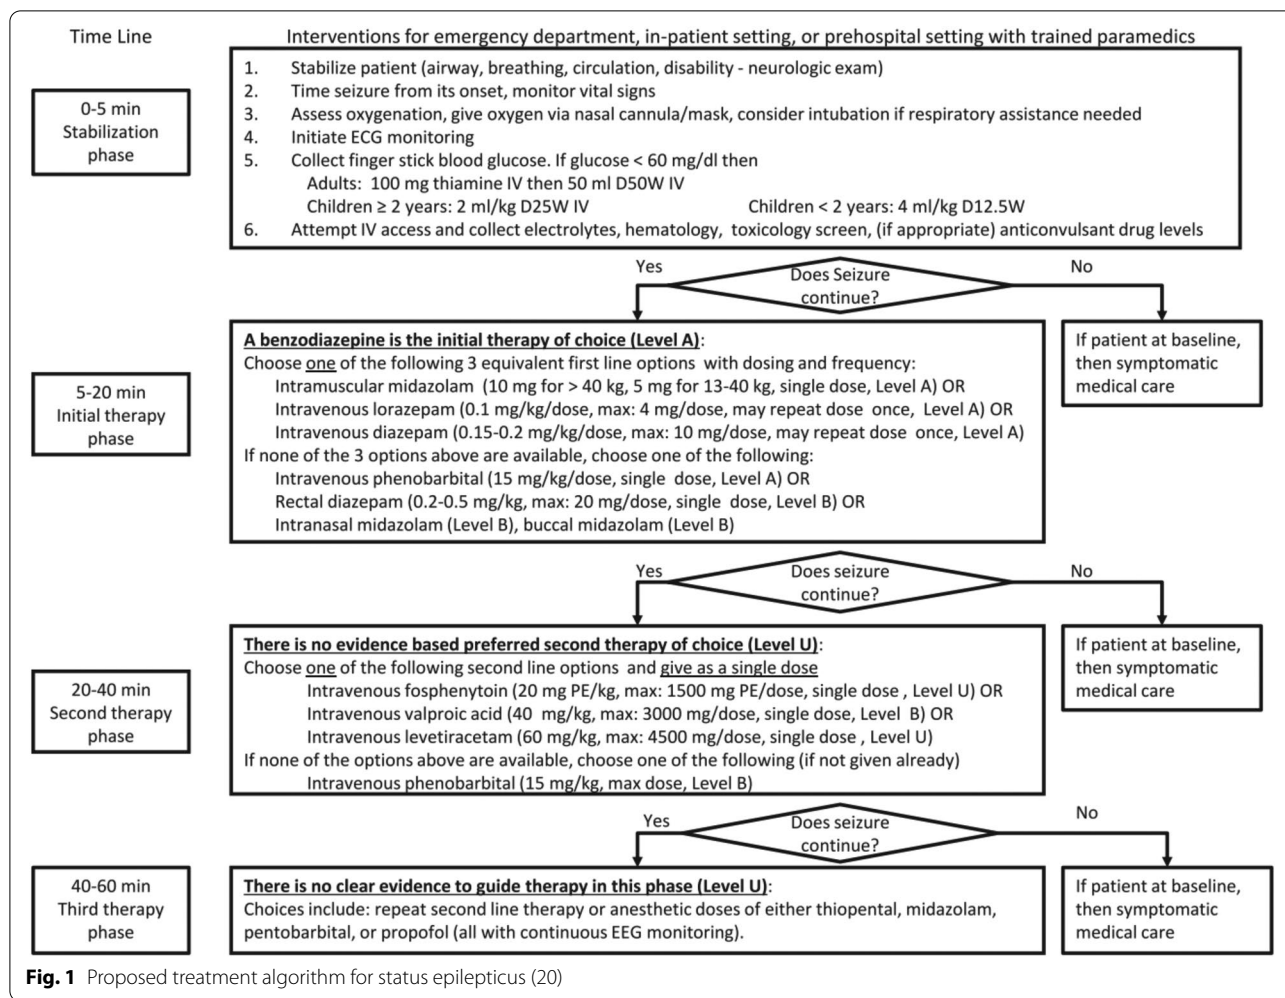 Time Line
Interventions for emergency department, in-patient setting, or prehospital setting with trained paramedics
0-5 min
Stabilization
phase
1. Stabilize patient (airway, breathing, circulation, disability - neurologic exam)
2. Time seizure from its onset, monitor vital signs
3. Assess oxygenation, give oxygen via nasal cannula/mask, consider intubation if respiratory assistance needed
4. Initiate ECG monitoring
5. Collect finger stick blood glucose. If glucose < 60 mg/dl then
Adults: 100 mg thiamine IV then 50 ml D50W IV
Children ≥ 2 years: 2 ml/kg D25W IV Children < 2 years: 4 ml/kg D12.5W
6. Attempt IV access and collect electrolytes, hematology, toxicology screen, (if appropriate) anticonvulsant drug levels
Yes
Does Seizure
continue?
No
5-20 min
Initial therapy
phase
A benzodiazepine is the initial therapy of choice (Level A):
Choose one of the following 3 equivalent first line options with dosing and frequency:
Intramuscular midazolam (10 mg for > 40 kg, 5 mg for 13-40 kg, single dose, Level A) OR
Intravenous lorazepam (0.1 mg/kg/dose, max: 4 mg/dose, may repeat dose once, Level A) OR
Intravenous diazepam (0.15-0.2 mg/kg/dose, max: 10 mg/dose, may repeat dose once, Level A)
If none of the 3 options above are available, choose one of the following:
Intravenous phenobarbital (15 mg/kg/dose, single dose, Level A) OR
Rectal diazepam (0.2-0.5 mg/kg, max: 20 mg/dose, single dose, Level B) OR
Intranasal midazolam (Level B), buccal midazolam (Level B)
If patient at baseline,
then symptomatic
medical care
Yes
Does seizure
continue?
No
20-40 min
Second therapy
phase
There is no evidence based preferred second therapy of choice (Level U):
Choose one of the following second line options and give as a single dose
Intravenous fosphenytoin (20 mg PE/kg, max: 1500 mg PE/dose, single dose , Level U) OR
Intravenous valproic acid (40 mg/kg, max: 3000 mg/dose, single dose, Level B) OR
Intravenous levetiracetam (60 mg/kg, max: 4500 mg/dose, single dose , Level U)
If none of the options above are available, choose one of the following (if not given already)
Intravenous phenobarbital (15 mg/kg, max dose, Level B)
If patient at baseline,
then symptomatic
medical care
Yes
Does seizure
continue?
No
40-60 min
Third therapy
phase
There is no clear evidence to guide therapy in this phase (Level U):
Choices include: repeat second line therapy or anesthetic doses of either thiopental, midazolam,
pentobarbital, or propofol (all with continuous EEG monitoring).
If patient at baseline,
then symptomatic
medical care
Fig. 1 Proposed treatment algorithm for status epilepticus (20)